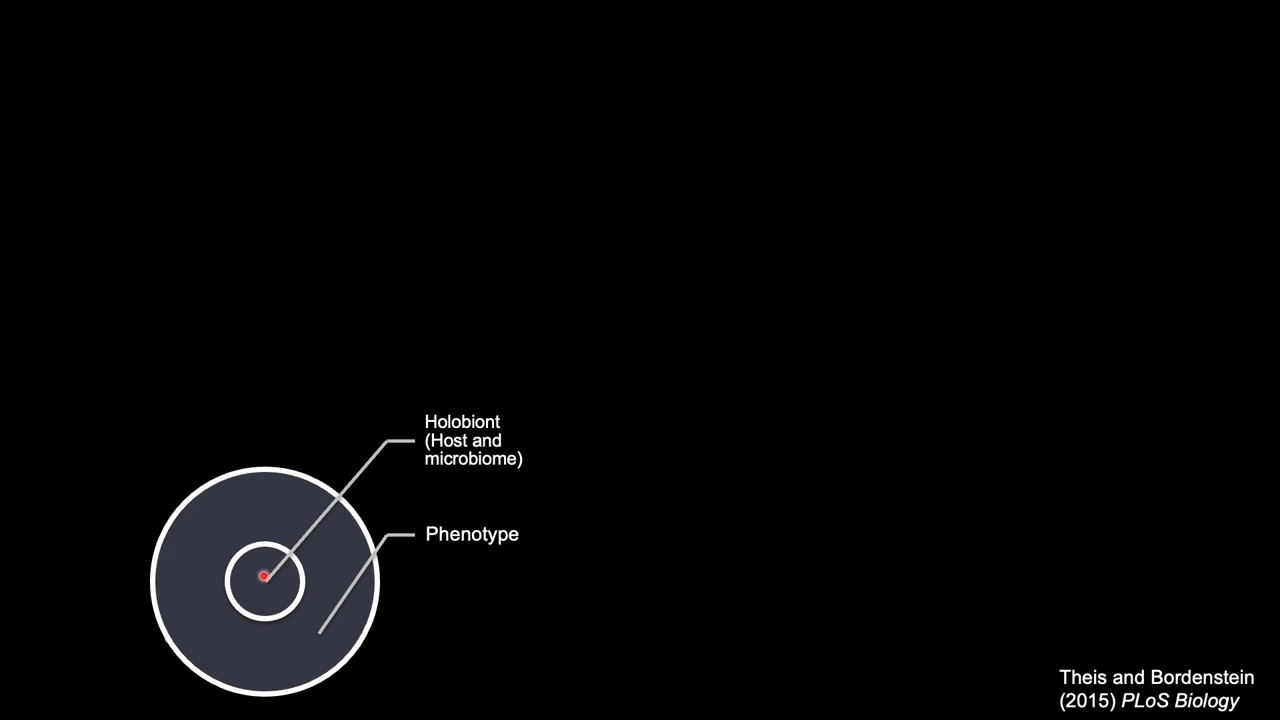 Holobiont
(Host and
microbiome)
Phenotype
Theis and Bordenstein
(2015) PLoS Biology